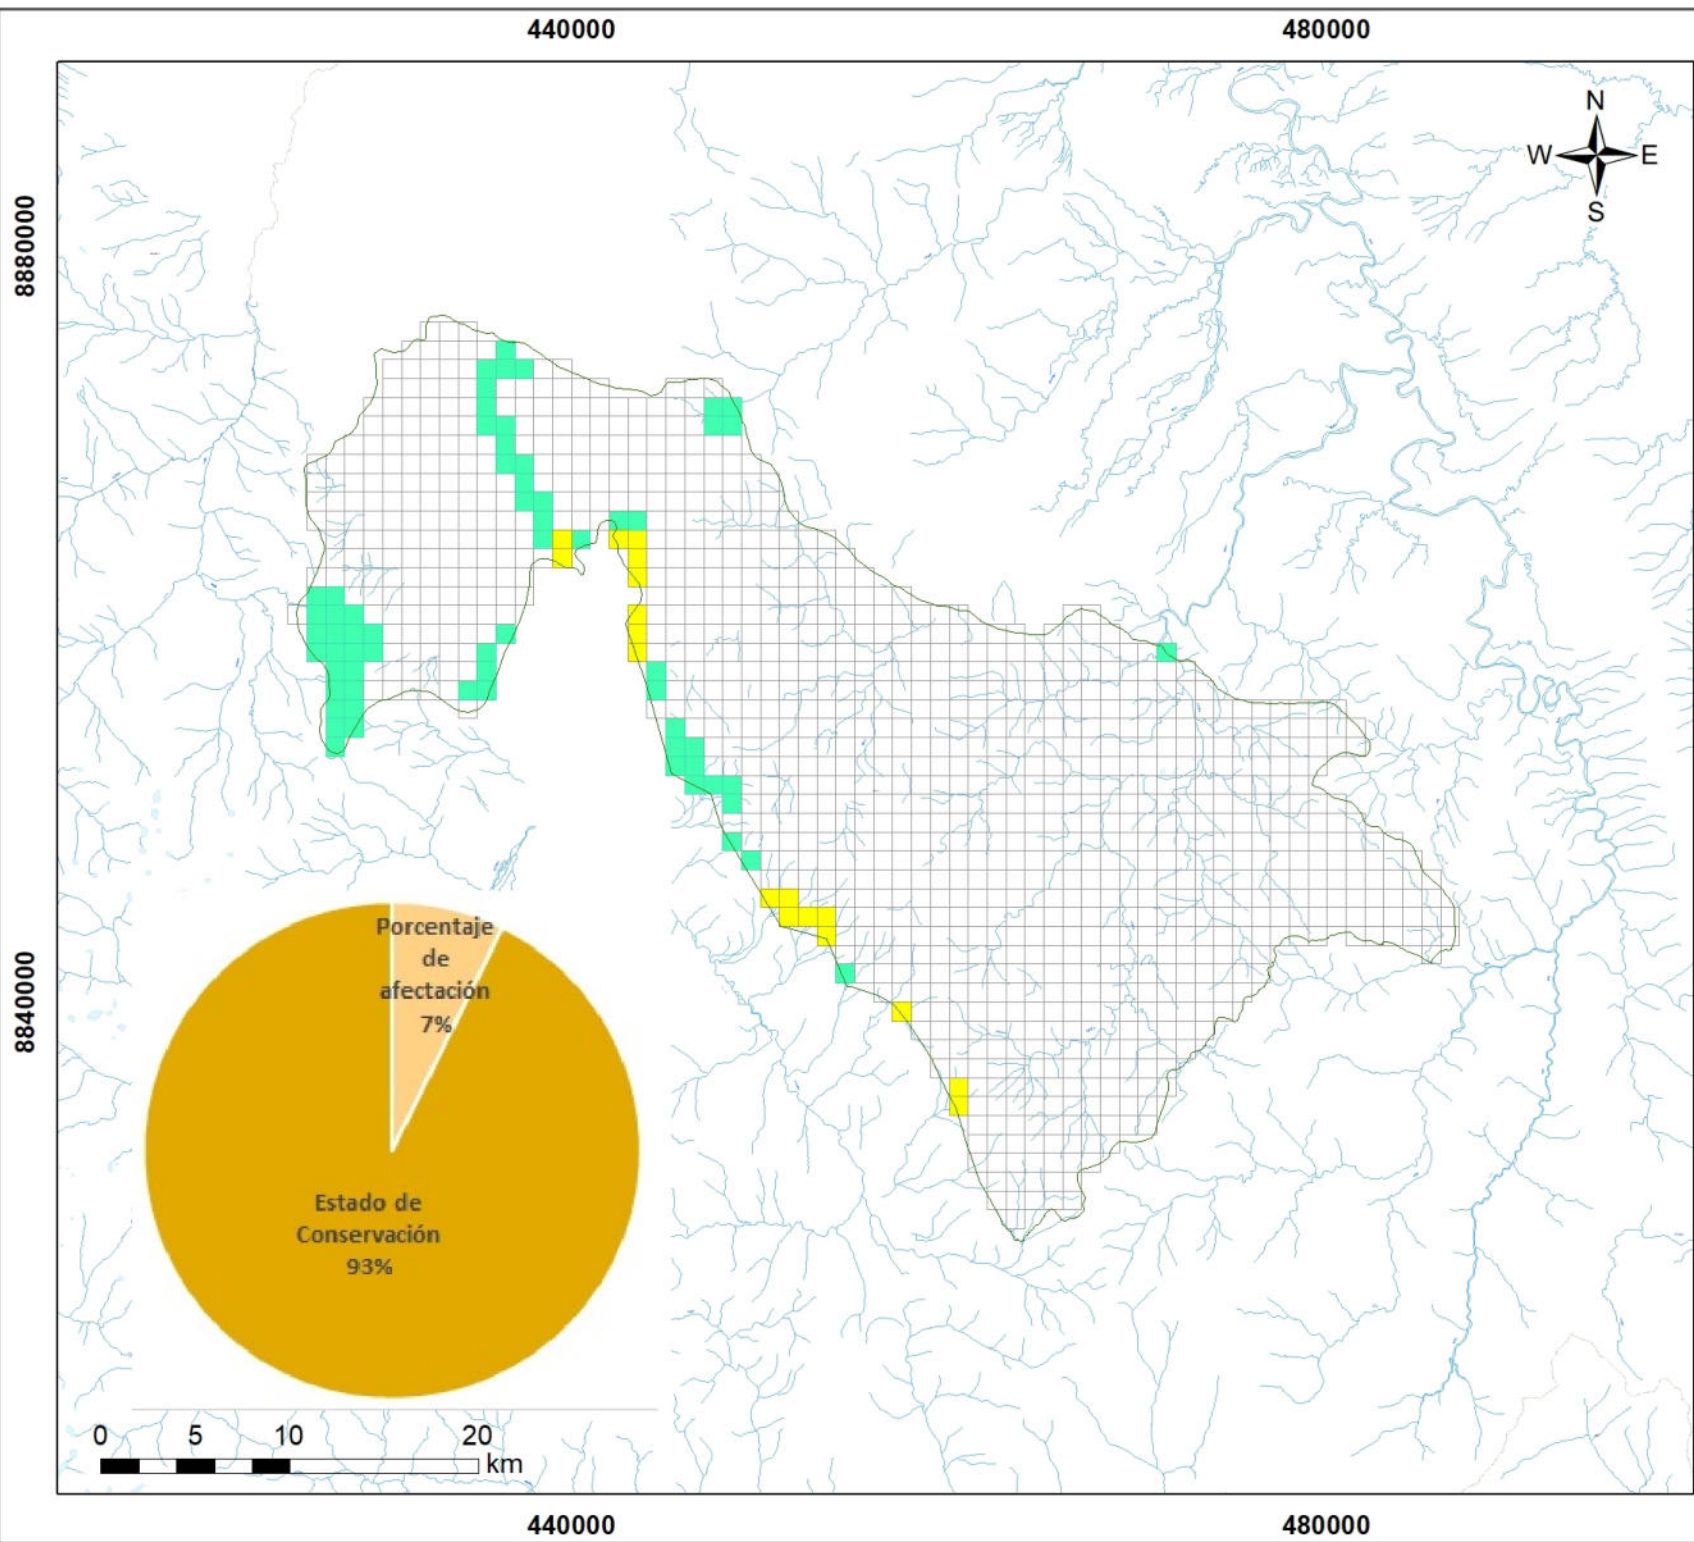 440000 480000
N
W E
S
8880000
8840000
Porcentaje
de
afectación
7%
Estado de
Conservación
93%
0 5 10 20
km
440000 480000